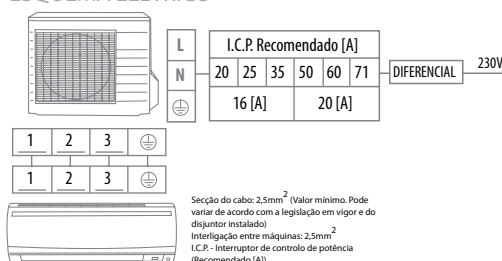 ESQUEMA ELÉTRICO
L
I.C.P. Recomendado [A]
N
20 25 35 50 60 71
DIFERENCIAL
230V
16 [A] 20 [A]
1 2 3
1 2 3
Secção do cabo: 2,5mm2 (Valor mínimo. Pode
variar de acordo com a legislação em vigor e do
disjuntor instalado)
Interligação entre máquinas: 2,5mm2
I.C.P. - Interruptor de controlo de potência
(Recomendado [A])